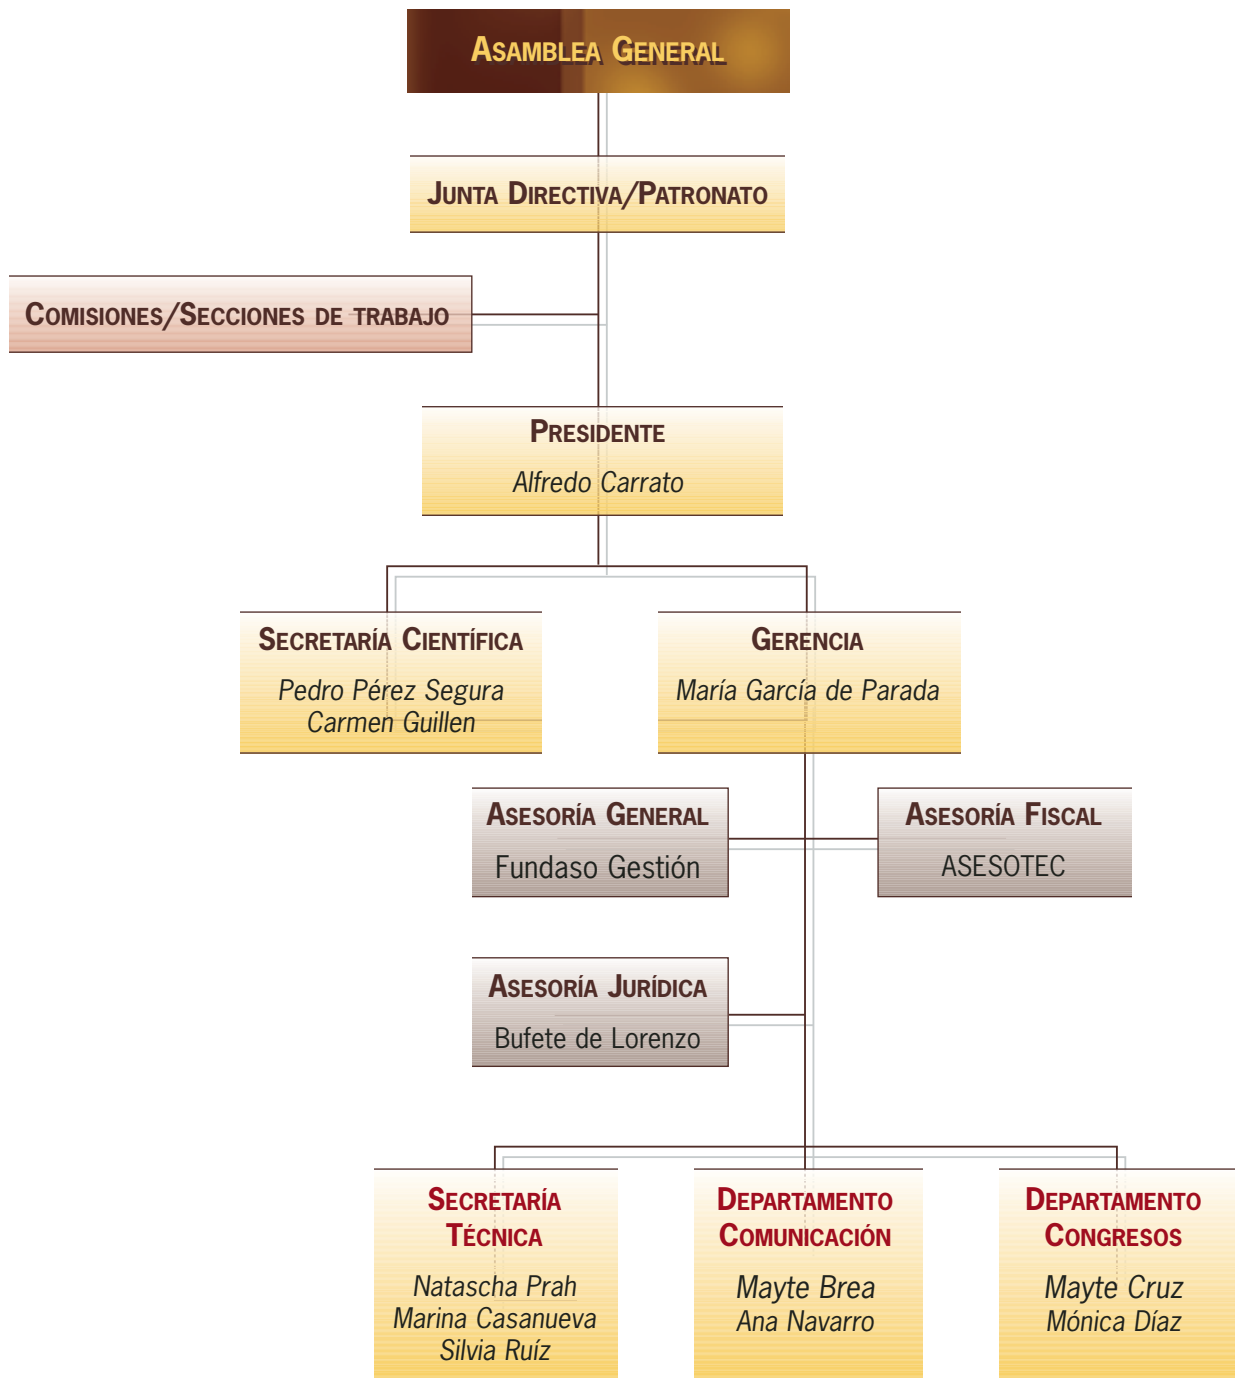 ASAMBLEA GENERAL
JUNTA DIRECTIVA/PATRONATO
COMISIONES/SECCIONES DE TRABAJO
PRESIDENTE
Alfredo Carrato
SECRETARÍA CIENTÍFICA
Pedro Pérez Segura
Carmen Guillen
GERENCIA
María García de Parada
ASESORÍA GENERAL
Fundaso Gestión
ASESORÍA FISCAL
ASESOTEC
ASESORÍA JURÍDICA
Bufete de Lorenzo
SECRETARÍA
TÉCNICA
Natascha Prah
Marina Casanueva
Silvia Ruíz
DEPARTAMENTO
COMUNICACIÓN
Mayte Brea
Ana Navarro
DEPARTAMENTO
CONGRESOS
Mayte Cruz
Mónica Díaz